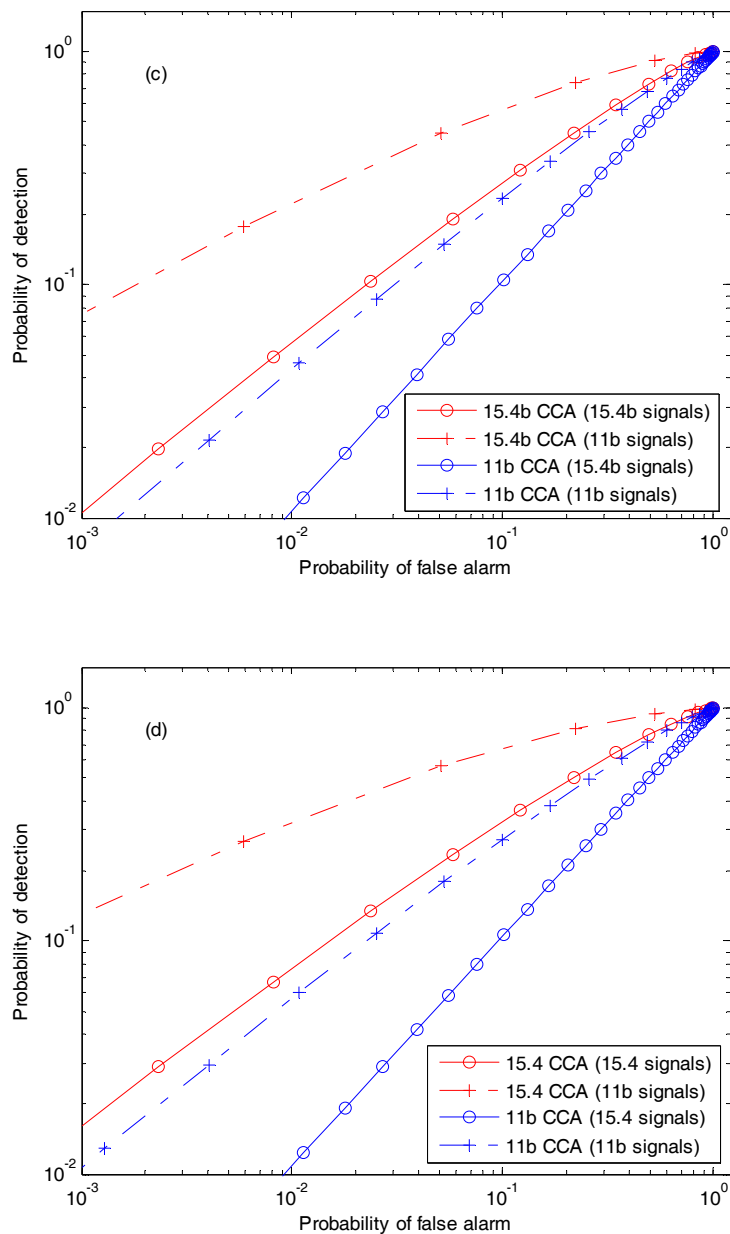 10^0
(c)
Probability of detection
10^-1
15.4b CCA (15.4b signals)
15.4b CCA (11b signals)
11b CCA (15.4b signals)
11b CCA (11b signals)
10^-2
10^-3 10^-2 10^-1 10^0
Probability of false alarm
10^0
(d)
Probability of detection
10^-1
15.4 CCA (15.4 signals)
15.4 CCA (11b signals)
11b CCA (15.4 signals)
11b CCA (11b signals)
10^-2
10^-3 10^-2 10^-1 10^0
Probability of false alarm